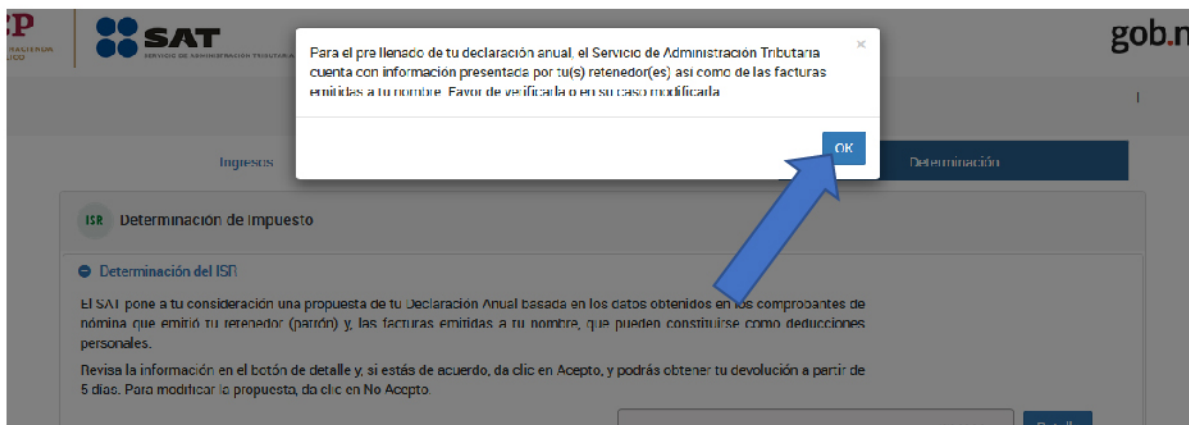 SAT
gob.m
Para el pre llenado de tu declaración anual, el Servicio de Administración Tributaria
cuenta con información presentada por tu(s) retenedor(es) así como de las facturas
emitidas a tu nombre. Favor de verificarla o en su caso modificarla
×
OK
Ingresos
Determinación
ISR Determinación de Impuesto
Determinación del ISR
El SAT pone a tu consideración una propuesta de tu Declaración Anual basada en los datos obtenidos en los comprobantes de
nómina que emitió tu retenedor (patrón) y, las facturas emitidas a tu nombre, que pueden constituirse como deducciones
personales.
Revisa la información en el botón de detalle y, si estás de acuerdo, da clic en Acepto, y podrás obtener tu devolución a partir de
5 días. Para modificar la propuesta, da clic en No Acepto.